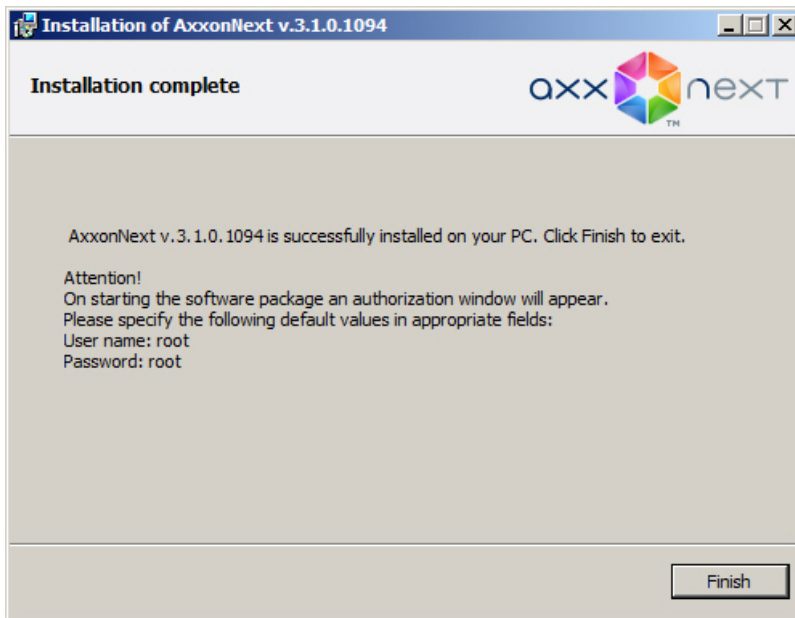 Installation of AxxonNext v.3.1.0.1094
Installation complete
axx next
TM
AxxonNext v.3.1.0.1094 is successfully installed on your PC. Click Finish to exit.
Attention!
On starting the software package an authorization window will appear.
Please specify the following default values in appropriate fields:
User name: root
Password: root
Finish